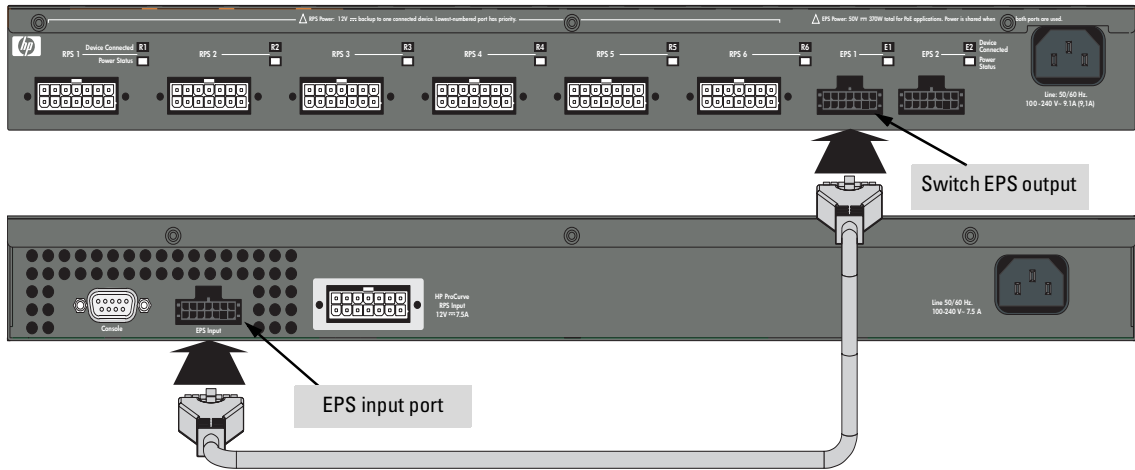 ⚠ RPS Power: 12V ⎓ backup to one connected device. Lowest-numbered port has priority.
⚠ EPS Power: 50V ⎓ 370W total for PoE applications. Power is shared when both ports are used.
hp
RPS 1
Device Connected
Power Status
R1
RPS 2
R2
RPS 3
R3
RPS 4
R4
RPS 5
R5
RPS 6
R6
EPS 1
E1
EPS 2
E2
Device
Connected
Power
Status
Line: 50/60 Hz.
100-240 V~ 9.1A (9,1A)
Switch EPS output
Console
EPS Input
HP ProCurve
RPS Input
12V ⎓ 7.5A
Line 50/60 Hz.
100-240 V~ 7.5 A
EPS input port